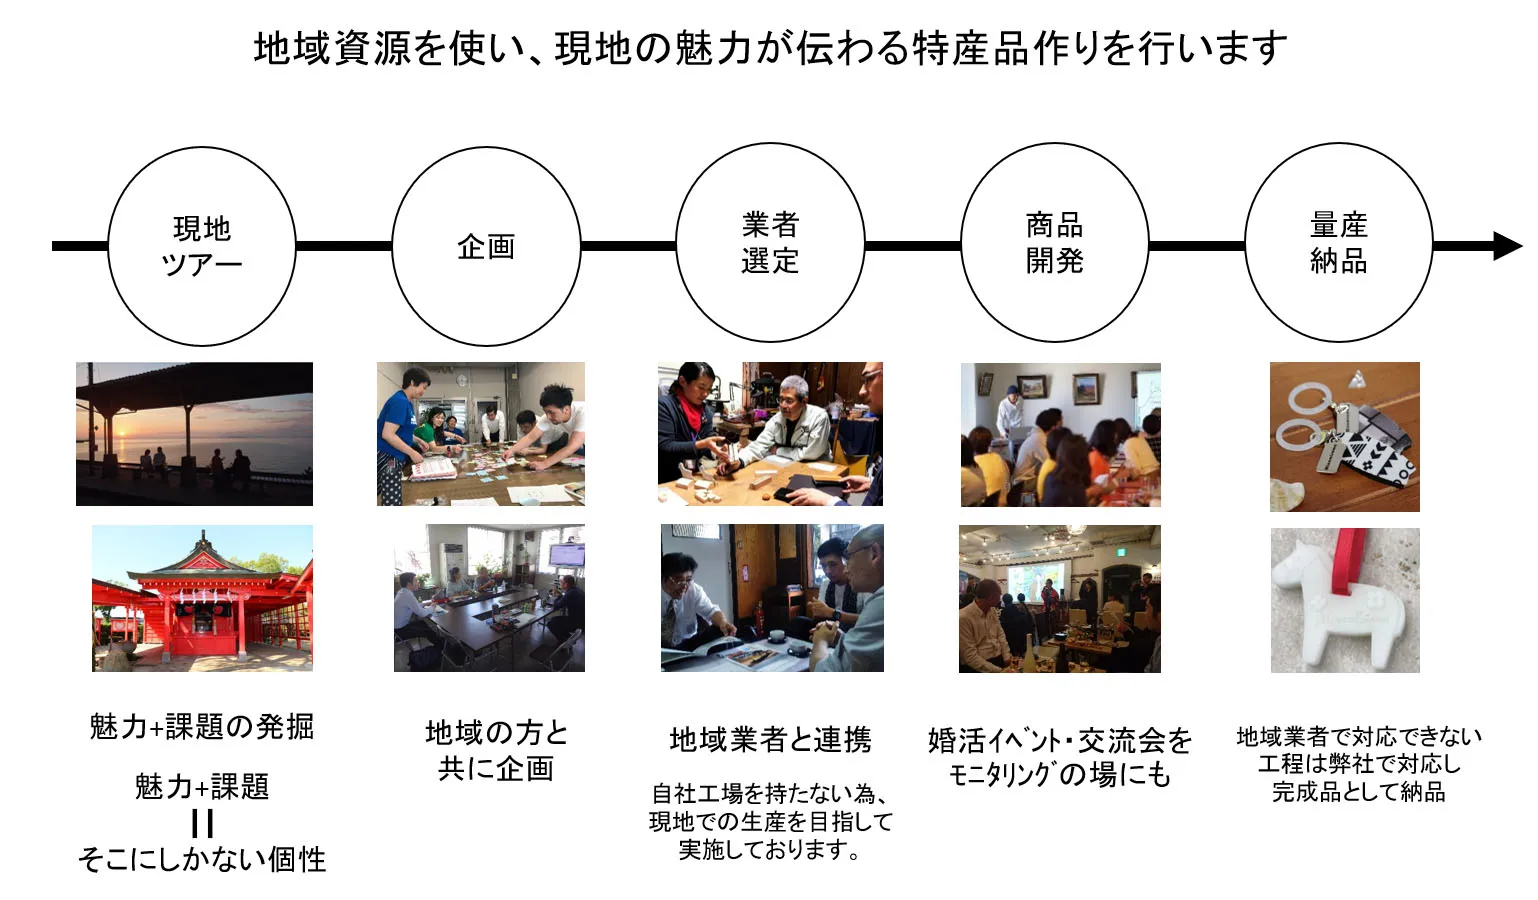 地域資源を使い、現地の魅力が伝わる特産品作りを行います
現地
ツアー
企画
業者
選定
商品
開発
量産
納品
魅力+課題の発掘
魅力+課題
||
そこにしかない個性
地域の方と
共に企画
地域業者と連携
自社工場を持たない為、
現地での生産を目指して
実施しております。
婚活ｲﾍﾞﾝﾄ・交流会を
ﾓﾆﾀﾘﾝｸﾞの場にも
地域業者で対応できない
工程は弊社で対応し
完成品として納品